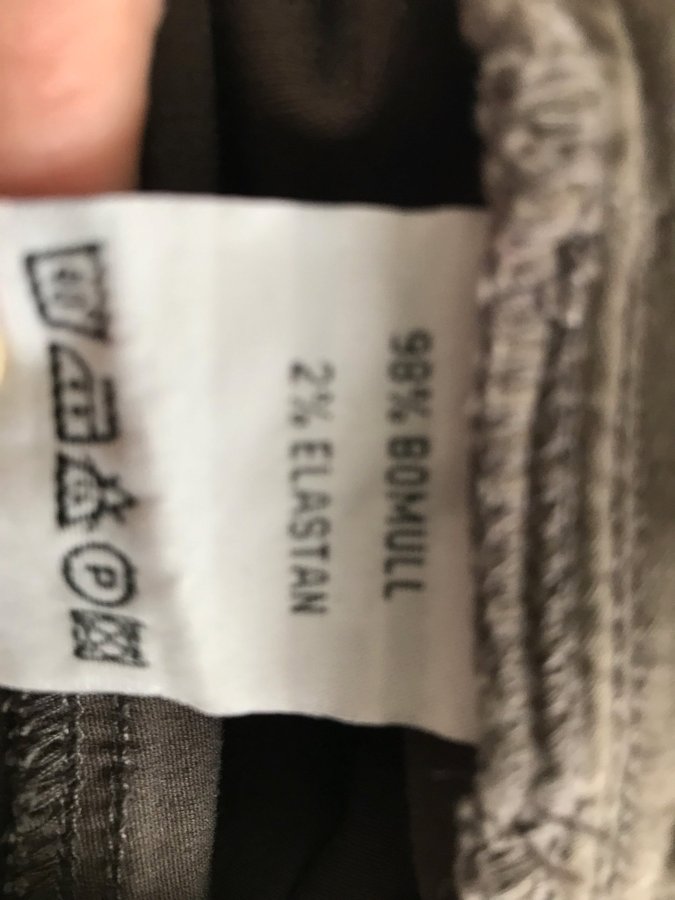 98% BOMULL
2% ELASTAN
P